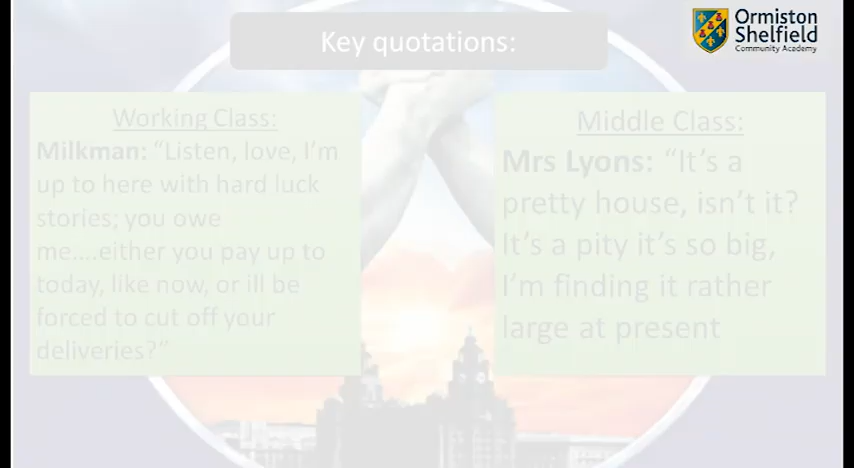 Key quotations:
Ormiston
Shelfield
Community Academy
Working Class:
Milkman: “Listen, love, I’m
up to here with hard luck
stories; you owe
me....either you pay up to
today, like now, or ill be
forced to cut off your
deliveries?”
Middle Class:
Mrs Lyons: “It’s a
pretty house, isn’t it?
It’s a pity it’s so big,
I’m finding it rather
large at present